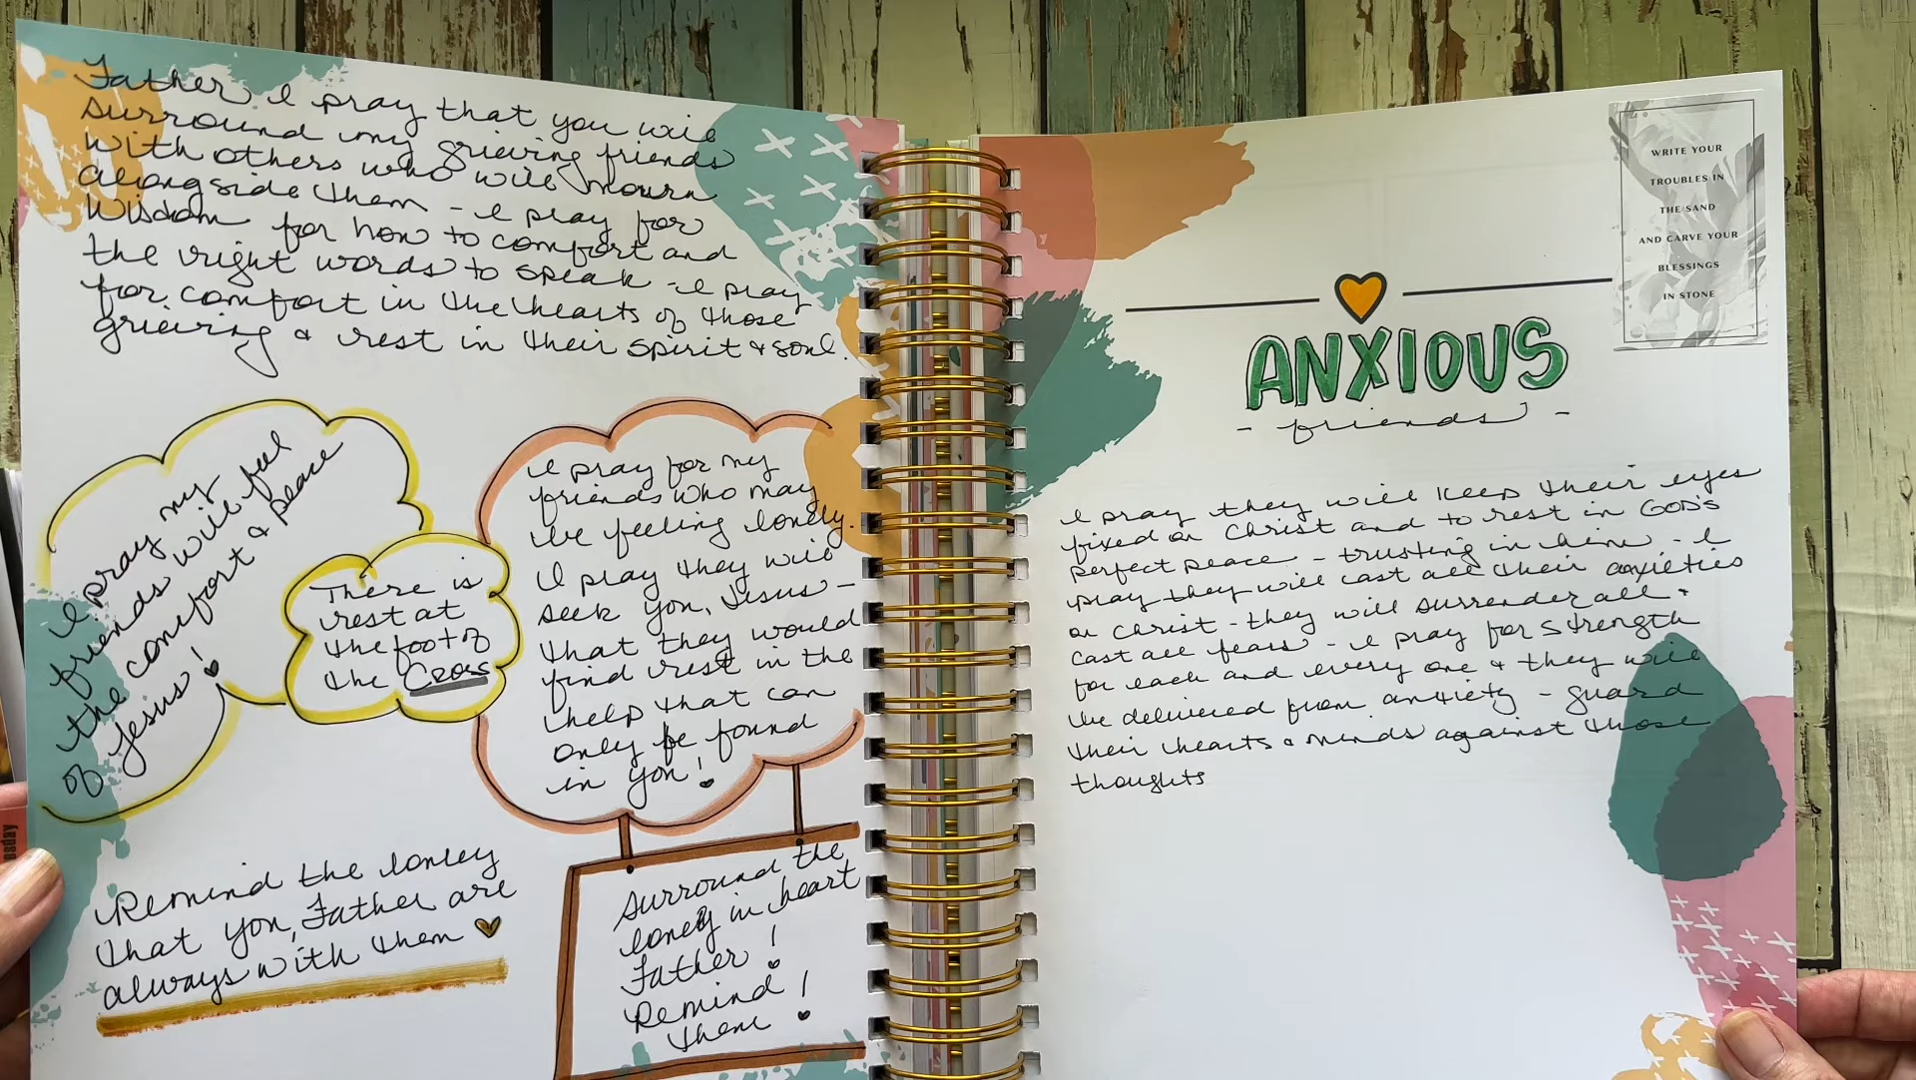 Father I pray that you will
surround my grieving friends
with others who will mourn
alongside them - I pray for
wisdom for how to comfort and
the right words to speak - I pray
for comfort in the hearts of those
grieving & rest in their spirit & soul.
I pray my
friends will feel
the comfort & peace
of Jesus!
There is
rest at
the foot of
the Cross
I pray for my
friends who may
be feeling lonely.
I pray they will
seek you, Jesus -
that they would
find rest in the
help that can
only be found
in you!
Remind the lonley
that you, Father are
always with them
Surround the
lonely in heart
Father!
Remind
them!
sday
WRITE YOUR
TROUBLES IN
THE SAND
AND CARVE YOUR
BLESSINGS
IN STONE
ANXIOUS
- friends -
I pray they will keep their eyes
fixed on Christ and to rest in GOD'S
perfect peace - trusting in him - I
pray they will cast all their anxieties
on Christ - they will surrender all &
cast all fears - I pray for strength
for each and every one & they will
be delivered from anxiety - guard
their hearts & minds against those
thoughts